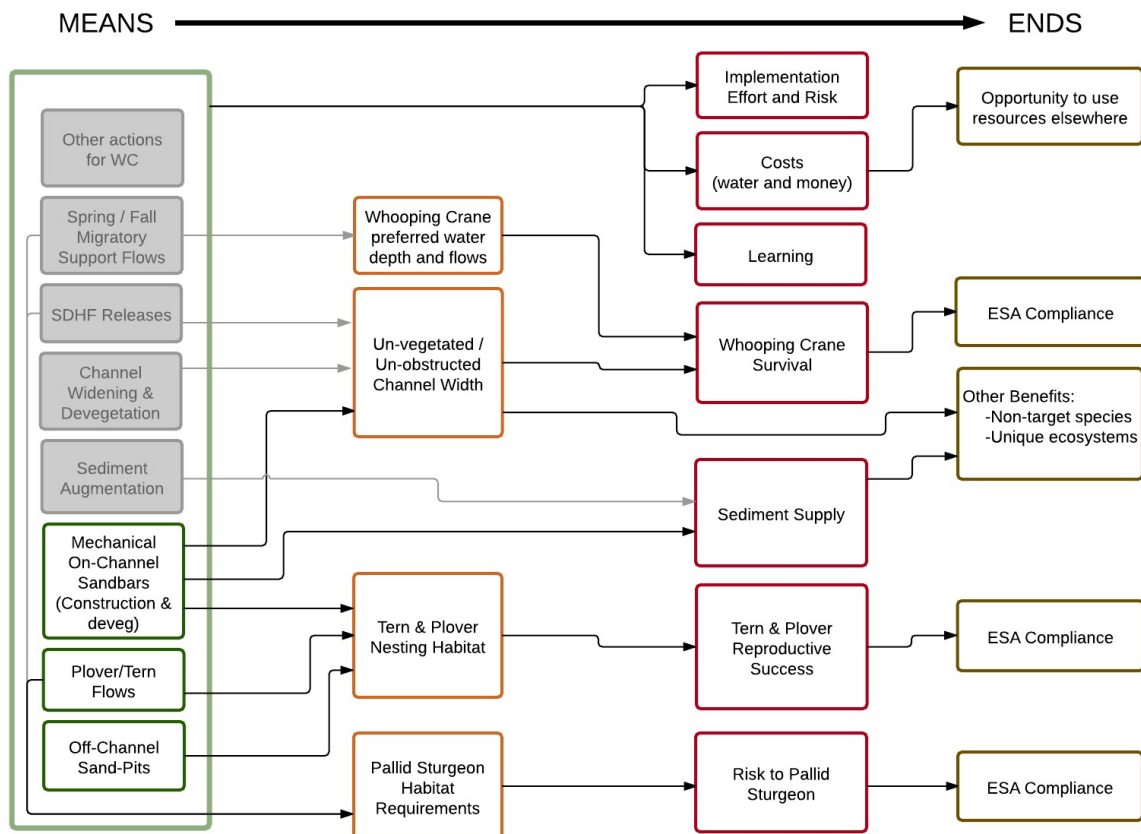 MEANS
ENDS
Other actions
for WC
Spring / Fall
Migratory
Support Flows
SDHF Releases
Channel
Widening &
Devegetation
Sediment
Augmentation
Mechanical
On-Channel
Sandbars
(Construction &
deveg)
Plover/Tern
Flows
Off-Channel
Sand-Pits
Whooping Crane
preferred water
depth and flows
Un-vegetated /
Un-obstructed
Channel Width
Tern & Plover
Nesting Habitat
Pallid Sturgeon
Habitat
Requirements
Implementation
Effort and Risk
Costs
(water and money)
Learning
Whooping Crane
Survival
Sediment Supply
Tern & Plover
Reproductive
Success
Risk to Pallid
Sturgeon
Opportunity to use
resources elsewhere
ESA Compliance
Other Benefits:
-Non-target species
-Unique ecosystems
ESA Compliance
ESA Compliance